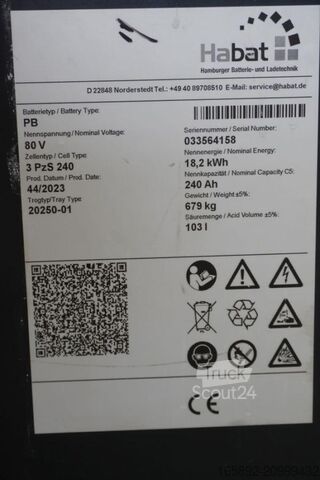 Habat
Hamburger Batterie- und Ladetechnik
D 22848 Norderstedt Tel.: +49 40 89708510 E-Mail: service@habat.de
Batterietyp / Battery Type:
PB
Nennspannung / Nominal Voltage:
80 V
Zellentyp / Cell Type:
3 PzS 240
Prod. Datum / Prod. Date:
44/2023
Trogtyp/Tray Type
20250-01
Seriennummer / Serial Number:
033564158
Nennenergie / Nominal Energy:
18,2 kWh
Nennkapazität / Nominal Capacity C5:
240 Ah
Gewicht / Weight±5%:
679 kg
Säuremenge / Acid Volume ±5%:
103 l
Pb
Truck
Scout24
CE